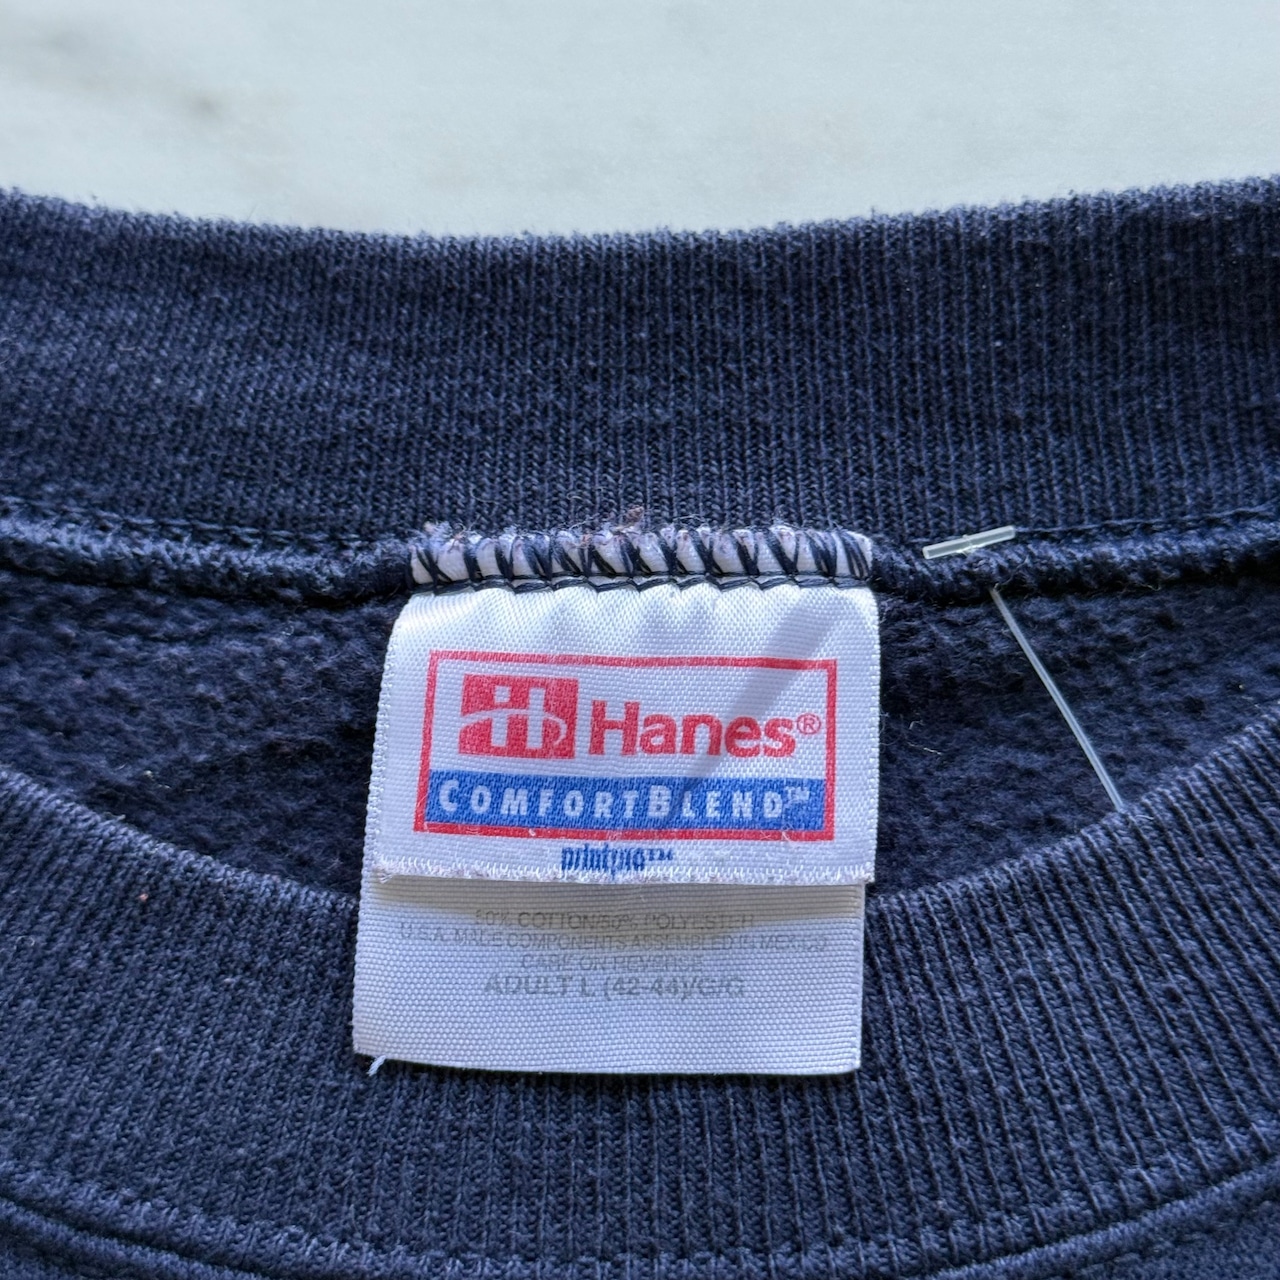 Hanes®
COMFORTBLEND™
printpro™
50% COTTON/50% POLYESTER
U.S.A. MADE COMPONENTS ASSEMBLED IN MEXICO
CARE ON REVERSE
ADULT L (42-44)/G/G